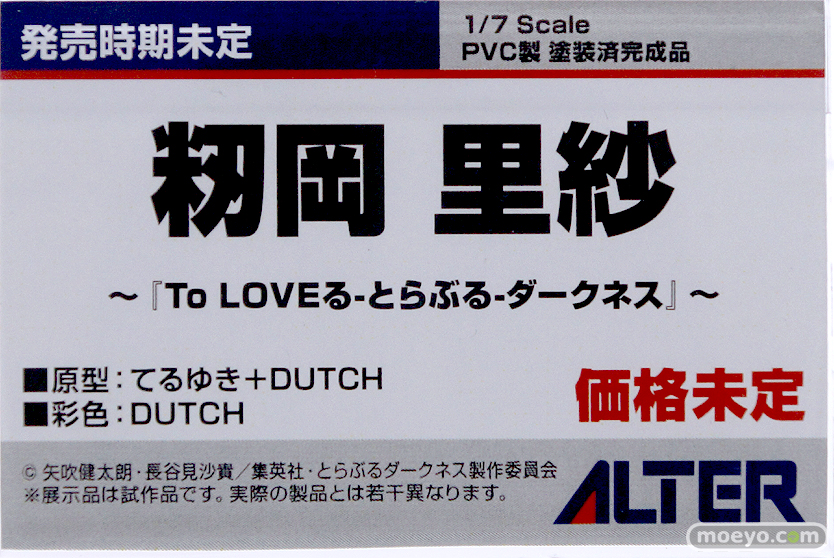 発売時期未定
1/7 Scale
PVC製 塗装済完成品
籾岡 里紗
～『To LOVEる-とらぶる-ダークネス』～
■原型：てるゆき＋DUTCH
■彩色：DUTCH
価格未定
© 矢吹健太朗・長谷見沙貴／集英社・とらぶるダークネス製作委員会
※展示品は試作品です。実際の製品とは若干異なります。
ALTER
moeyo.com